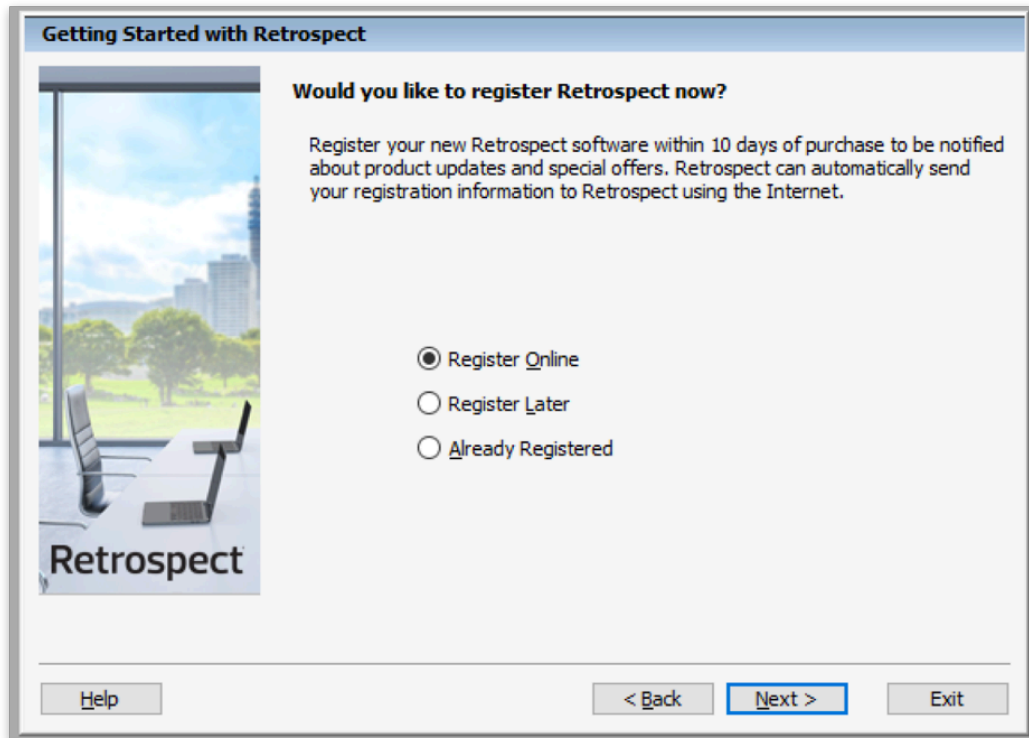 Getting Started with Retrospect
Would you like to register Retrospect now?
Register your new Retrospect software within 10 days of purchase to be notified
about product updates and special offers. Retrospect can automatically send
your registration information to Retrospect using the Internet.
Register Online
Register Later
Already Registered
Retrospect
Help
< Back
Next >
Exit